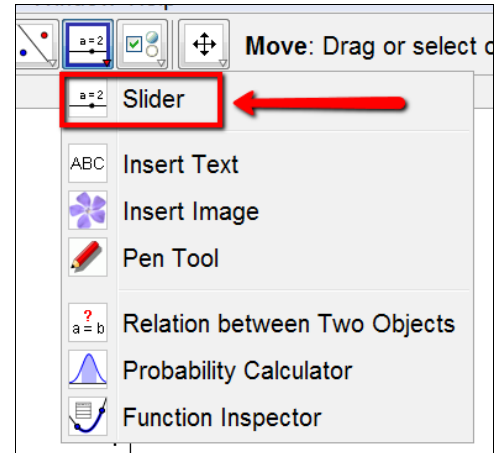 a=2
Move: Drag or select
a=2 Slider
ABC Insert Text
Insert Image
Pen Tool
?
a=b Relation between Two Objects
Probability Calculator
Function Inspector